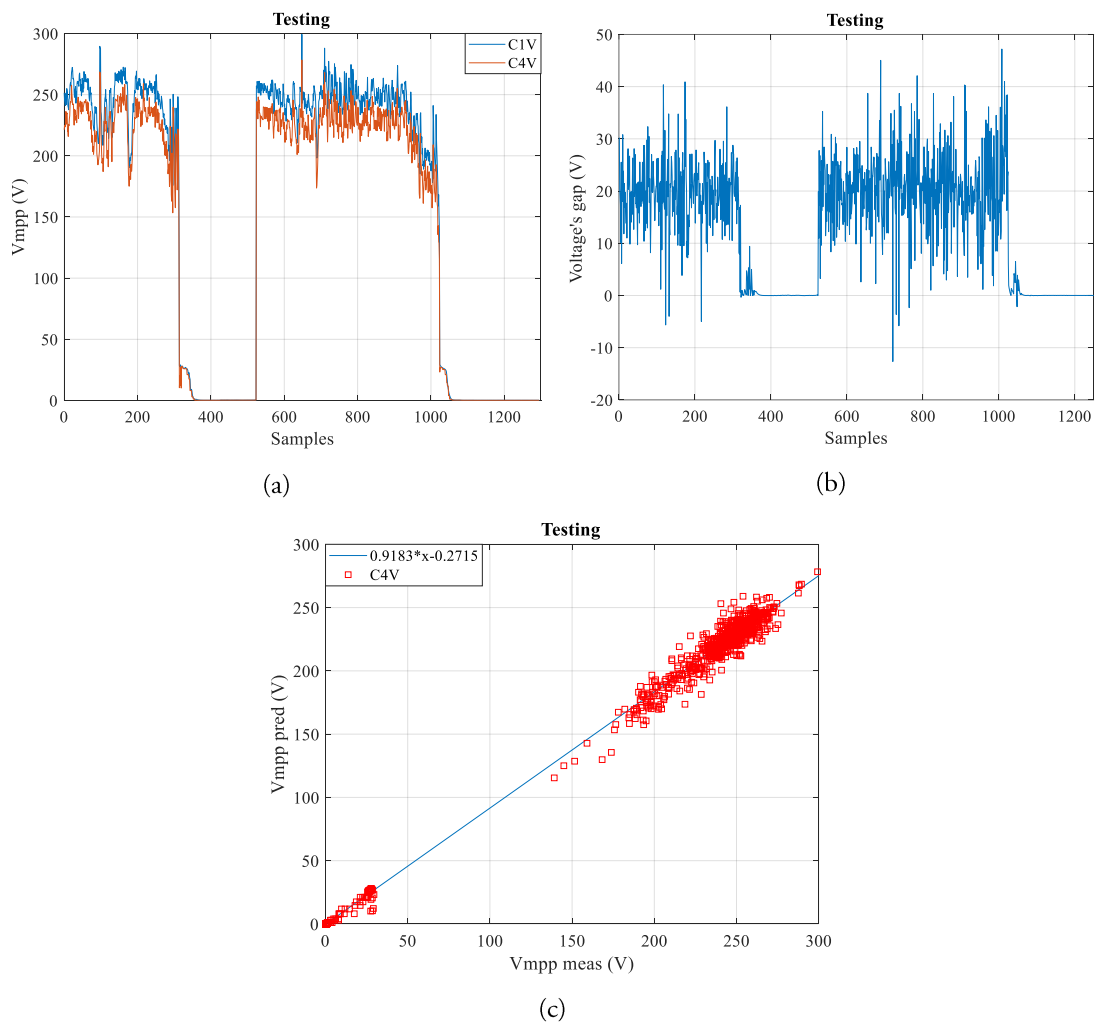 Testing
300
250
200
150
100
50
0
Vmpp (V)
C1V
C4V
0 200 400 600 800 1000 1200
Samples
(a)
Testing
50
40
30
20
10
0
-10
-20
Voltage's gap (V)
0 200 400 600 800 1000 1200
Samples
(b)
Testing
300
250
200
150
100
50
0
Vmpp pred (V)
0.9183*x-0.2715
C4V
0 50 100 150 200 250 300
Vmpp meas (V)
(c)